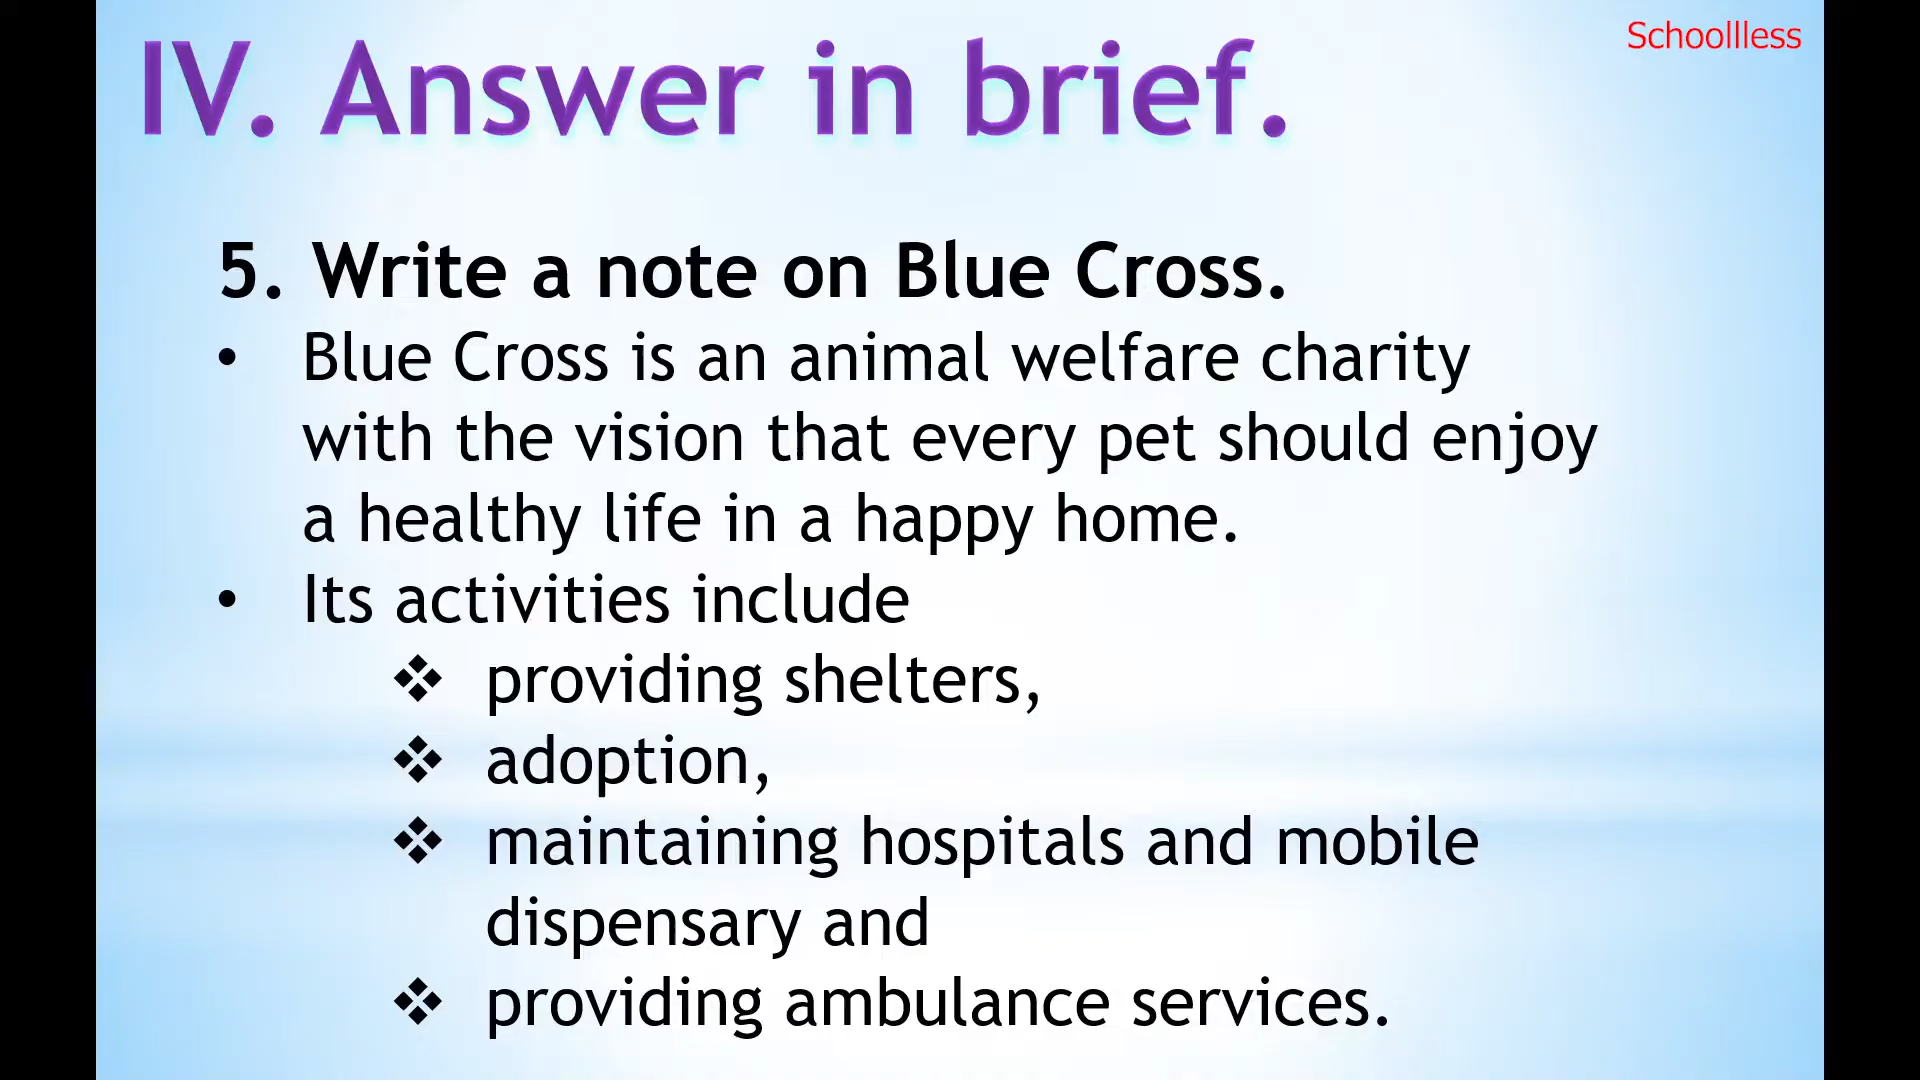 Schoollless
IV. Answer in brief.
5. Write a note on Blue Cross.
• Blue Cross is an animal welfare charity
with the vision that every pet should enjoy
a healthy life in a happy home.
• Its activities include
❖ providing shelters,
❖ adoption,
❖ maintaining hospitals and mobile
dispensary and
❖ providing ambulance services.